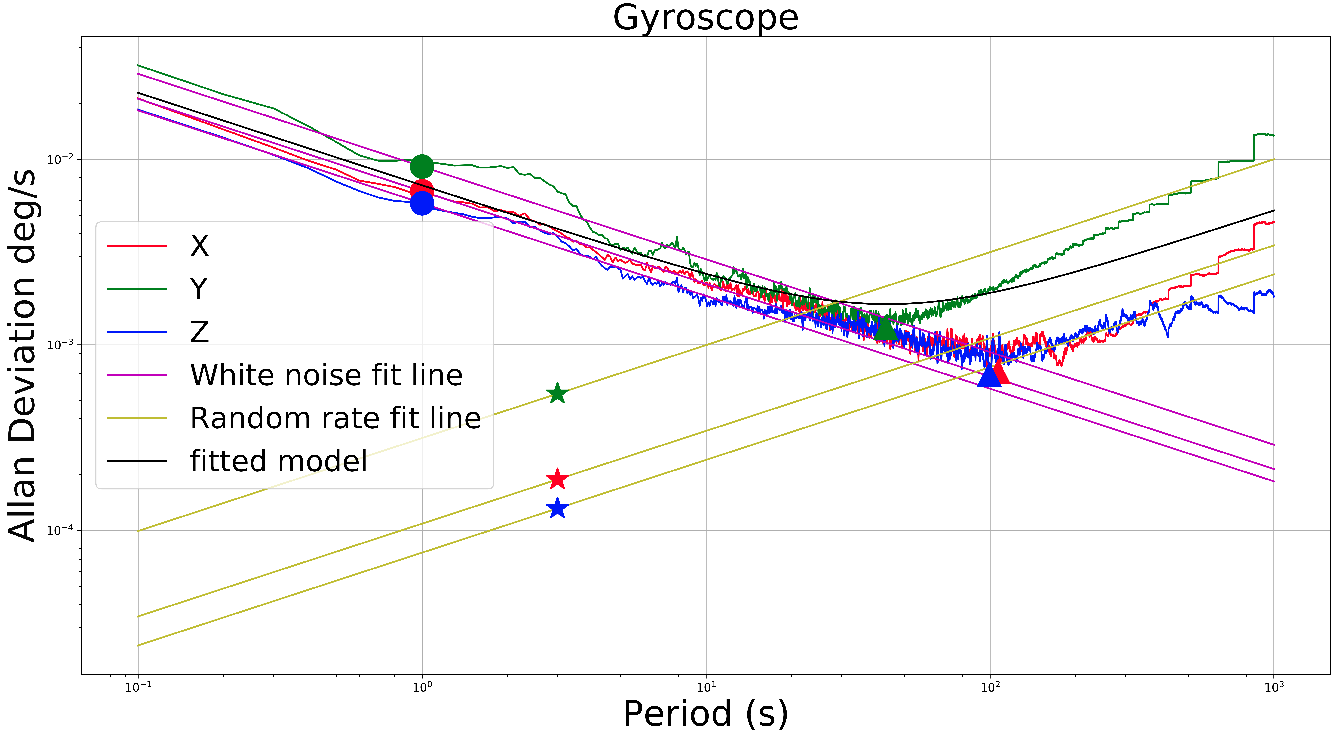 Gyroscope
Allan Deviation deg/s
10⁻²
10⁻³
10⁻⁴
X
Y
Z
White noise fit line
Random rate fit line
fitted model
10⁻¹
10⁰
10¹
10²
10³
Period (s)